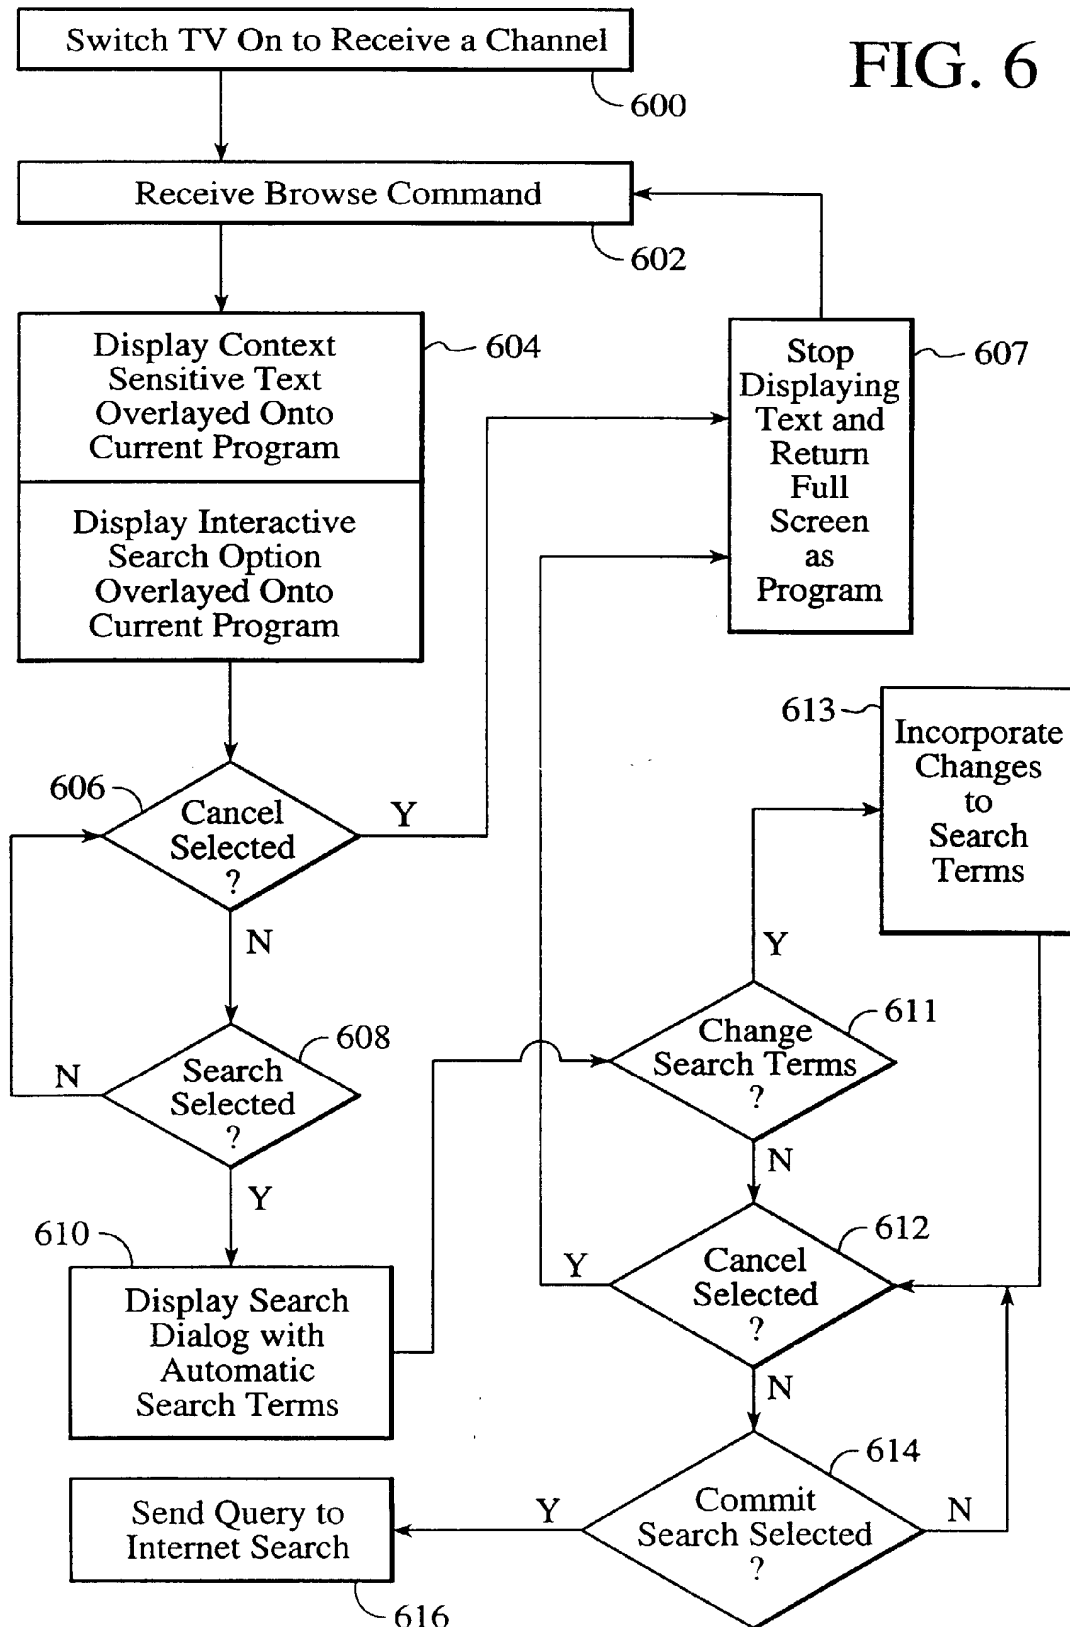 Switch TV On to Receive a Channel
600
FIG. 6
Receive Browse Command
602
Display Context
Sensitive Text
Overlayed Onto
Current Program
604
Display Interactive
Search Option
Overlayed Onto
Current Program
Stop
Displaying
Text and
Return
Full
Screen
as
Program
607
606
Cancel
Selected
?
Y
N
613
Incorporate
Changes
to
Search
Terms
608
Search
Selected
?
N
Y
611
Change
Search Terms
?
Y
N
610
Display Search
Dialog with
Automatic
Search Terms
612
Cancel
Selected
?
Y
N
614
Commit
Search Selected
?
Y
N
Send Query to
Internet Search
616